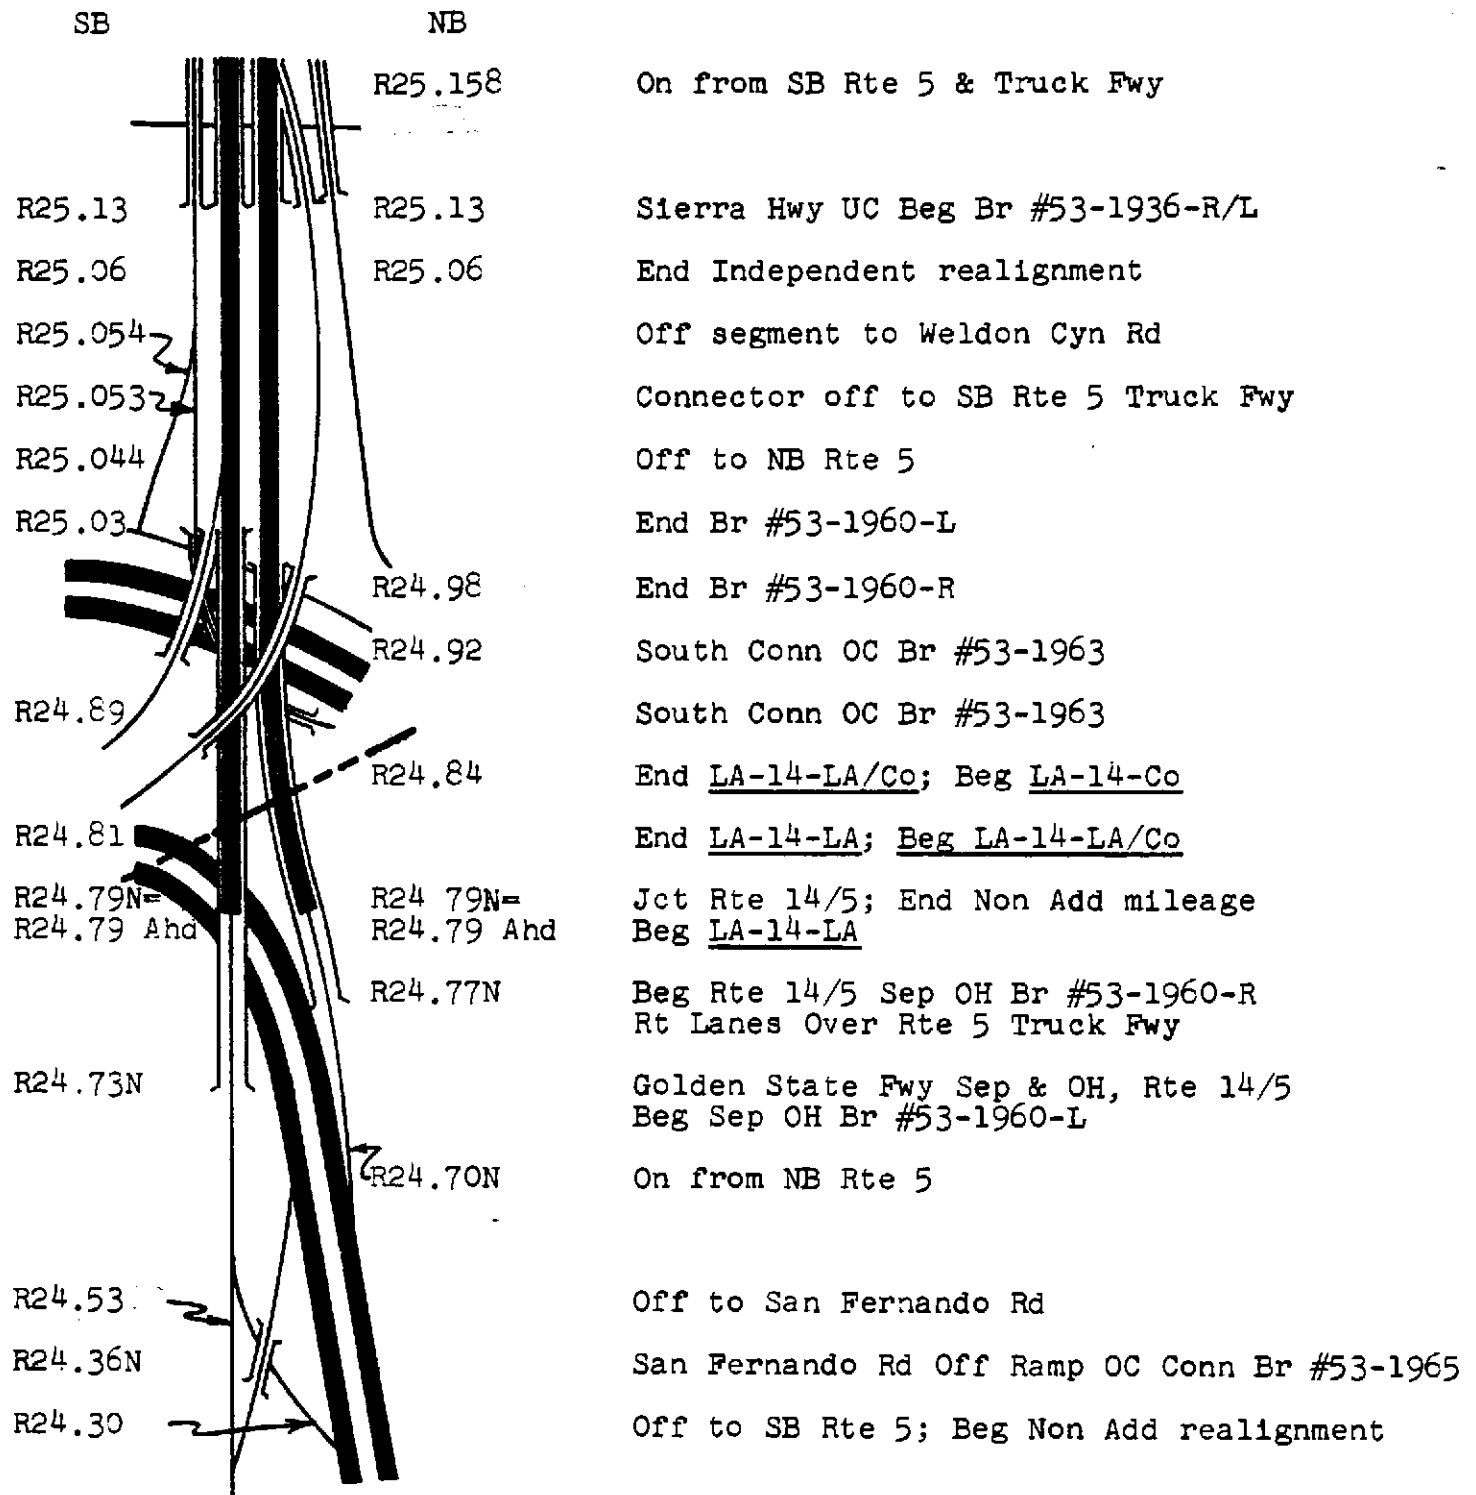 SB NB
R25.158 On from SB Rte 5 & Truck Fwy
R25.13 R25.13 Sierra Hwy UC Beg Br #53-1936-R/L
R25.06 R25.06 End Independent realignment
R25.054 Off segment to Weldon Cyn Rd
R25.053 Connector off to SB Rte 5 Truck Fwy
R25.044 Off to NB Rte 5
R25.03 End Br #53-1960-L
R24.98 End Br #53-1960-R
R24.92 South Conn OC Br #53-1963
R24.89 South Conn OC Br #53-1963
R24.84 End LA-14-LA/Co; Beg LA-14-Co
R24.81 End LA-14-LA; Beg LA-14-LA/Co
R24.79N= R24 79N= Jct Rte 14/5; End Non Add mileage
R24.79 Ahd R24.79 Ahd Beg LA-14-LA
R24.77N Beg Rte 14/5 Sep OH Br #53-1960-R
Rt Lanes Over Rte 5 Truck Fwy
R24.73N Golden State Fwy Sep & OH, Rte 14/5
Beg Sep OH Br #53-1960-L
R24.70N On from NB Rte 5
R24.53 Off to San Fernando Rd
R24.36N San Fernando Rd Off Ramp OC Conn Br #53-1965
R24.30 Off to SB Rte 5; Beg Non Add realignment